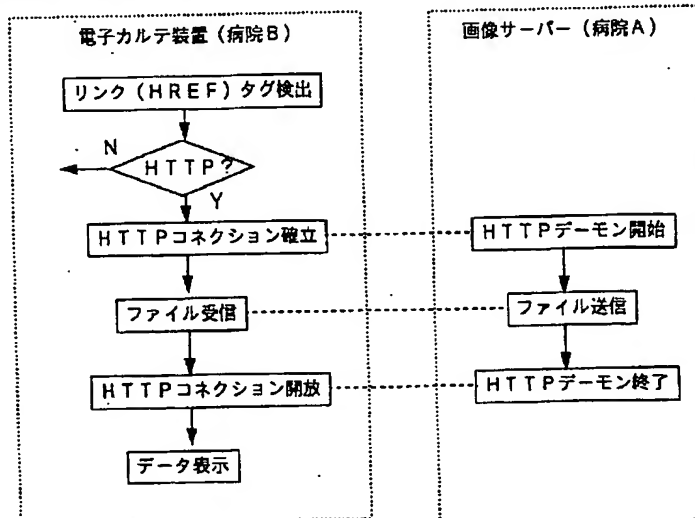 電子カルテ装置(病院B)
画像サーバー(病院A)
リンク(HREF)タグ検出
N
HTTP?
Y
HTTPコネクション確立
HTTPデーモン開始
ファイル受信
ファイル送信
HTTPコネクション開放
HTTPデーモン終了
データ表示